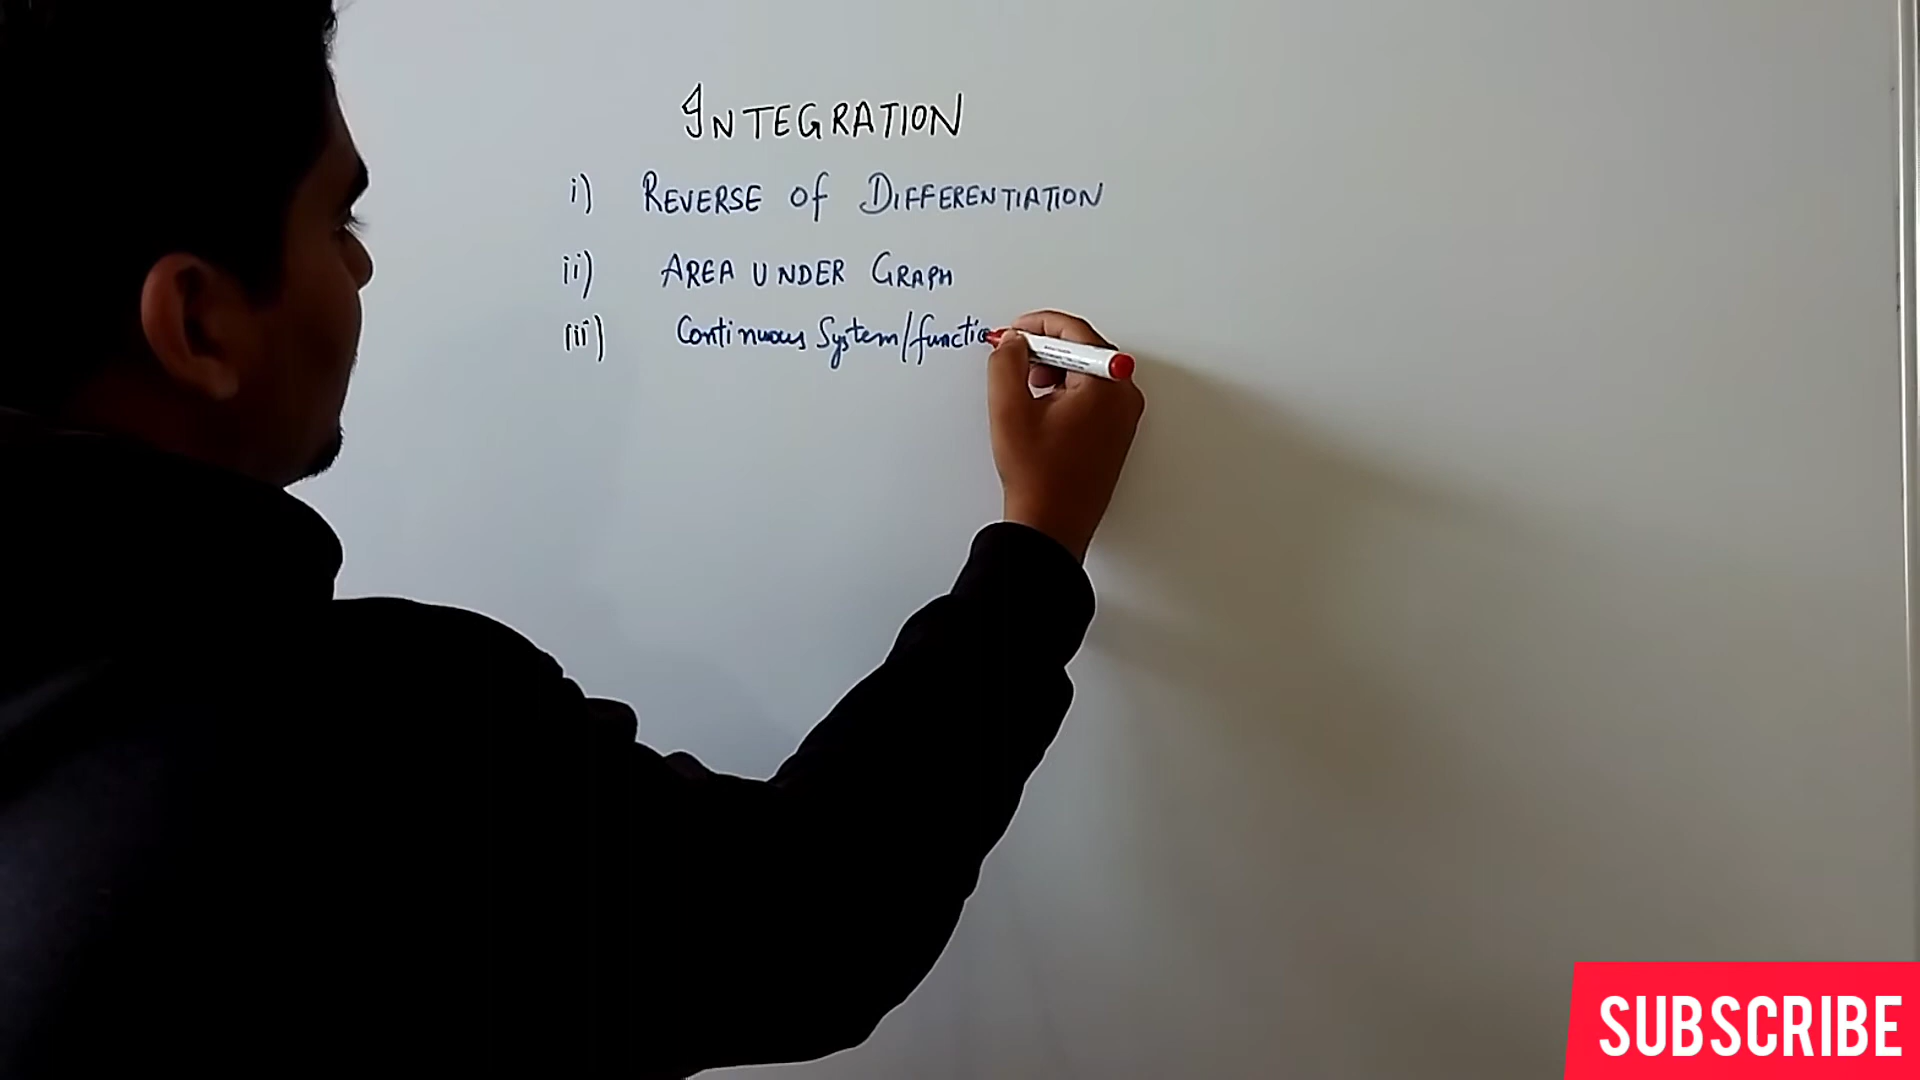 INTEGRATION
i) REVERSE Of DIFFERENTIATION
ii) AREA UNDER GRAPH
iii) Continuous System/functio
SUBSCRIBE